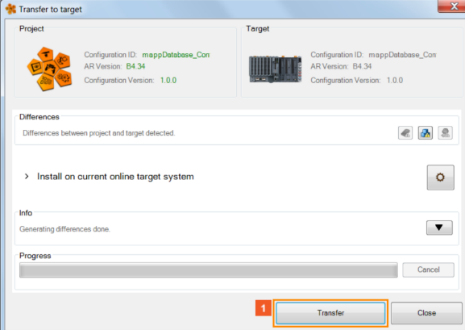 Transfer to target
Project
Configuration ID: mappDatabase_Con
AR Version: B4.34
Configuration Version: 1.0.0
Target
Configuration ID: mappDatabase_Con
AR Version: B4.34
Configuration Version: 1.0.0
Differences
Differences between project and target detected.
Install on current online target system
Info
Generating differences done.
Progress
Cancel
1
Transfer
Close